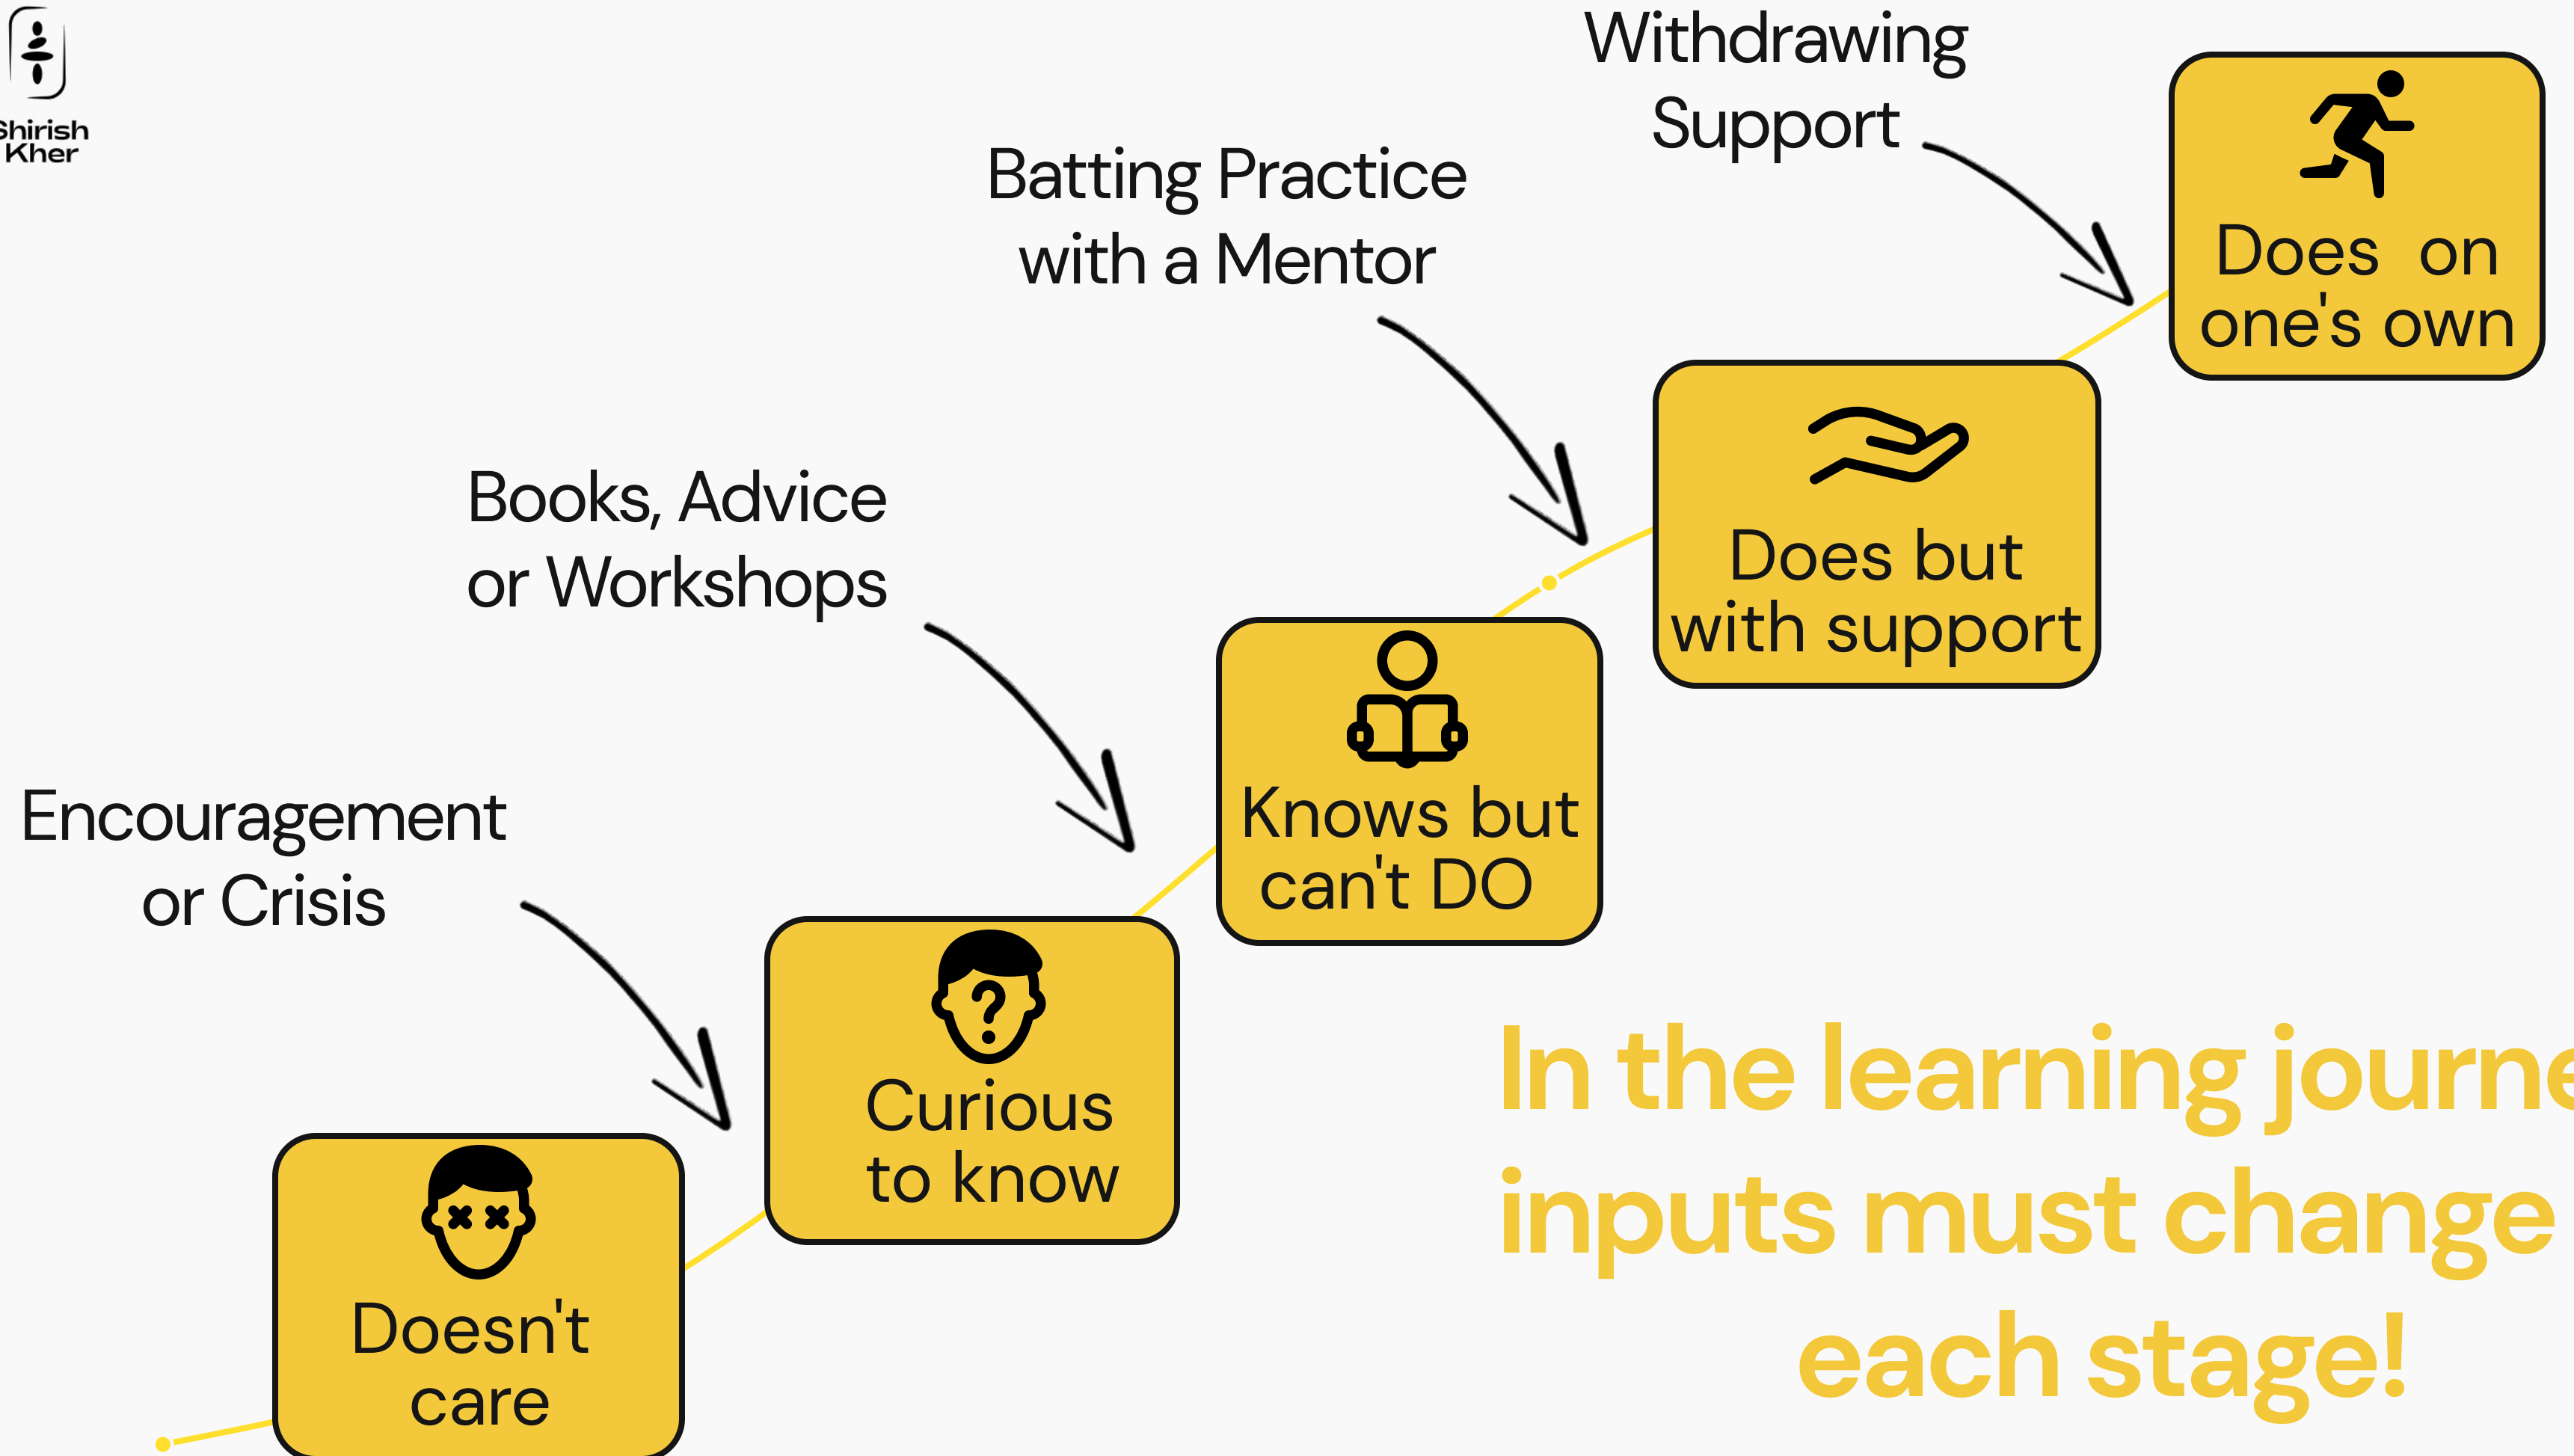 Shirish
Kher
Withdrawing
Support
Does on
one's own
Batting Practice
with a Mentor
Does but
with support
Books, Advice
or Workshops
Knows but
can't DO
Encouragement
or Crisis
Curious
to know
Doesn't
care
In the learning journe
inputs must change
each stage!